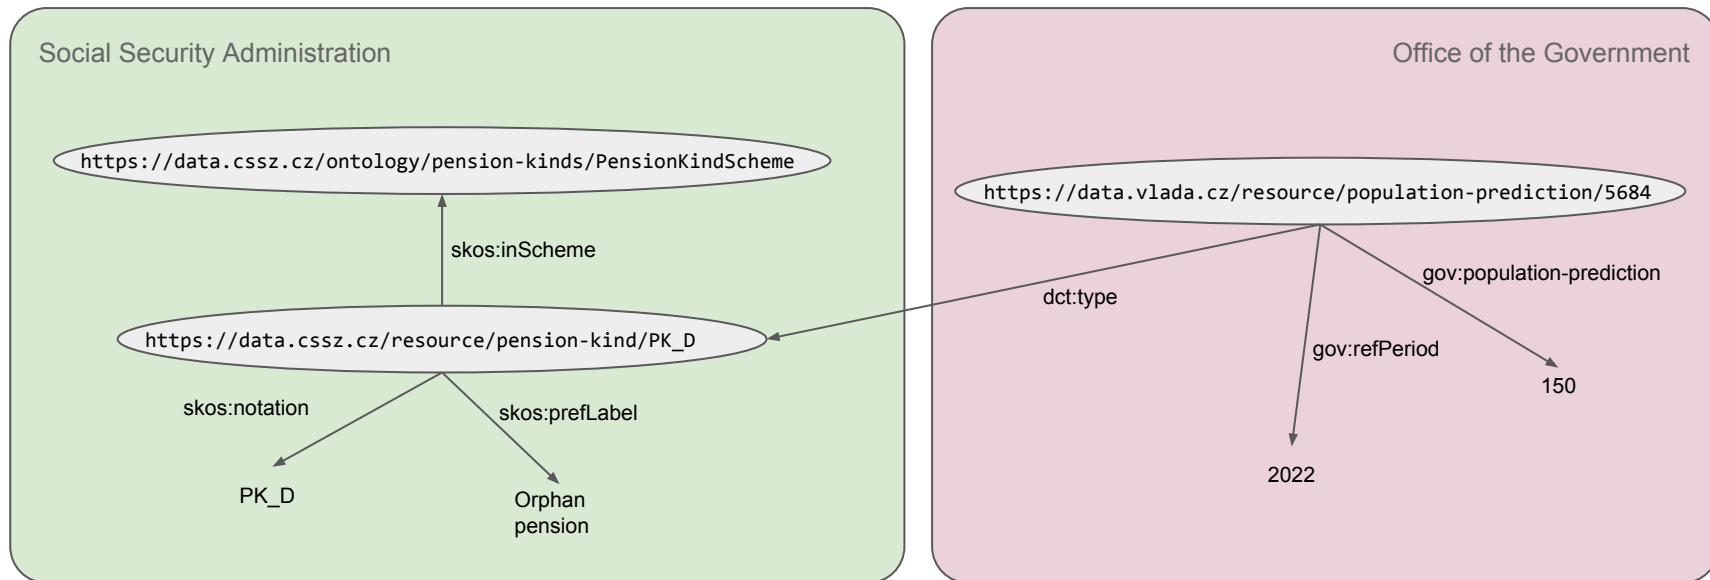 Social Security Administration
Office of the Government
https://data.cssz.cz/ontology/pension-kinds/PensionKindScheme
https://data.vlada.cz/resource/population-prediction/5684
skos:inScheme
gov:population-prediction
dct:type
https://data.cssz.cz/resource/pension-kind/PK_D
gov:refPeriod
150
skos:notation
skos:prefLabel
2022
PK_D
Orphan
pension